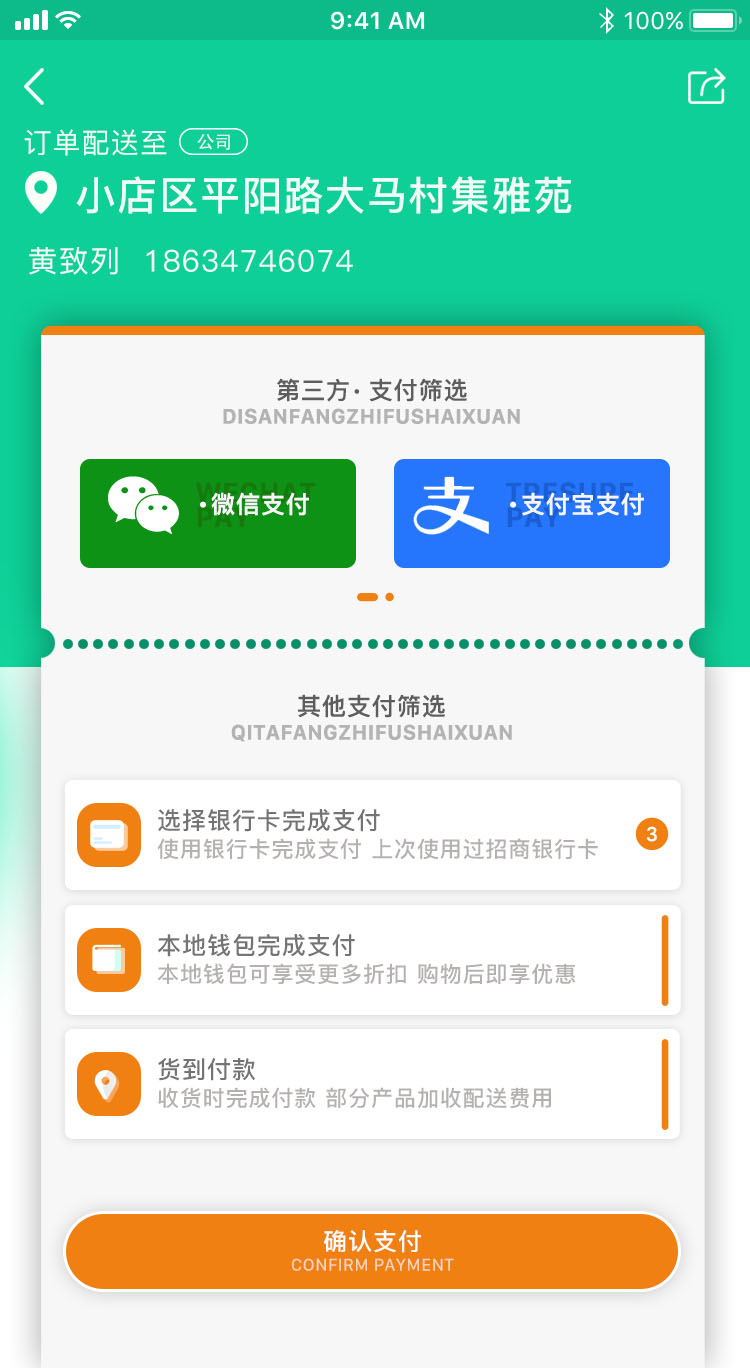 9:41 AM
100%
订单配送至 公司
小店区平阳路大马村集雅苑
黄致列 18634746074
第三方·支付筛选
DISANFANGZHIFUSHAIXUAN
WECHAT PAY
·微信支付
TRESURE PAY
·支付宝支付
其他支付筛选
QITAFANGZHIFUSHAIXUAN
选择银行卡完成支付
使用银行卡完成支付 上次使用过招商银行卡
3
本地钱包完成支付
本地钱包可享受更多折扣 购物后即享优惠
货到付款
收货时完成付款 部分产品加收配送费用
确认支付
CONFIRM PAYMENT